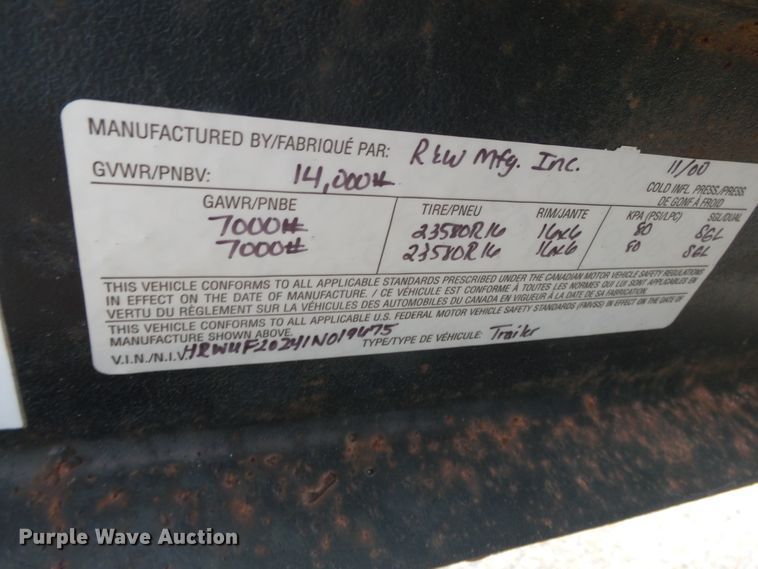 MANUFACTURED BY/FABRIQUÉ PAR: R&W Mfg. Inc. 11/00
GVWR/PNBV: 14,000# COLD INFL. PRESS/PRESS
DE GONF À FROID
GAWR/PNBE TIRE/PNEU RIM/JANTE KPA (PSI/LPC) SGL/DUAL
7000# 23580R16 16x6 80 SGL
7000# 23580R16 16x6 80 SGL
THIS VEHICLE CONFORMS TO ALL APPLICABLE STANDARDS PRESCRIBED UNDER THE CANADIAN MOTOR VEHICLE SAFETY REGULATIONS
IN EFFECT ON THE DATE OF MANUFACTURE. / CE VÉHICULE EST CONFORME À TOUTES LES NORMES QUI LUI SONT APPLICABLES EN
VERTU DU RÈGLEMENT SUR LA SÉCURITÉ DES VÉHICULES AUTOMOBILES DU CANADA EN VIGUEUR À LA DATE DE SA FABRICATION.
THIS VEHICLE CONFORMS TO ALL APPLICABLE U.S. FEDERAL MOTOR VEHICLE SAFETY STANDARDS (FMVSS) IN EFFECT ON THE DATE OF
MANUFACTURE SHOWN ABOVE.
V.I.N./N.I.V. HRWUF20241N019475 TYPE/TYPE DE VÉHICULE: Trailer
Purple Wave Auction